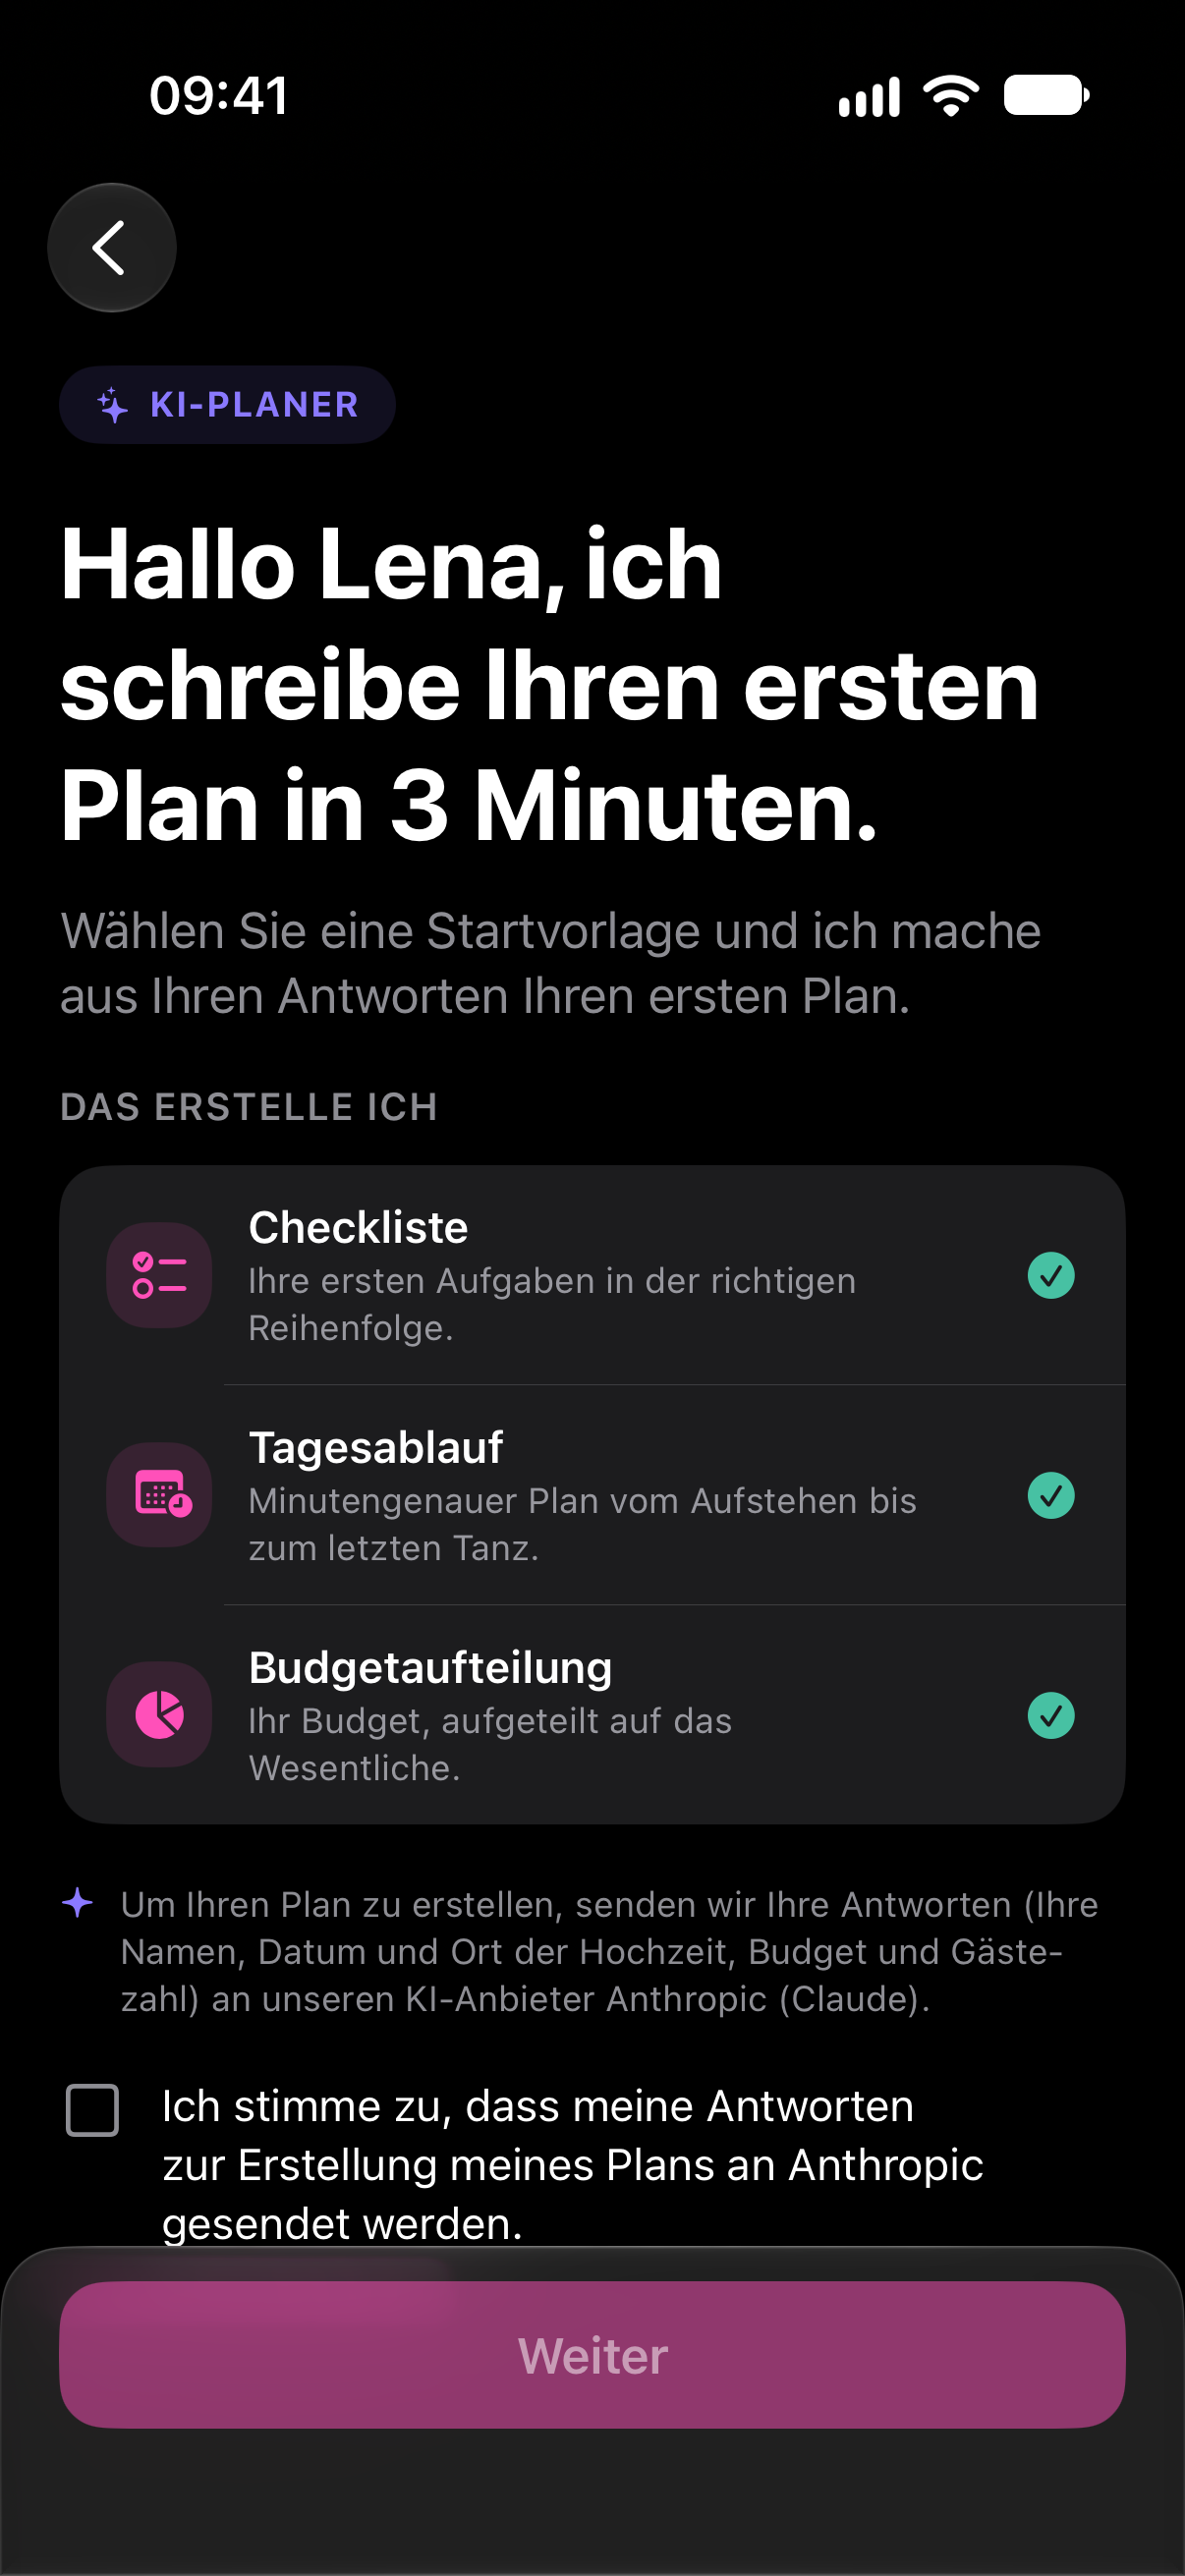 09:41
KI-PLANER
Hallo Lena, ich
schreibe Ihren ersten
Plan in 3 Minuten.
Wählen Sie eine Startvorlage und ich mache
aus Ihren Antworten Ihren ersten Plan.
DAS ERSTELLE ICH
Checkliste
Ihre ersten Aufgaben in der richtigen
Reihenfolge.
Tagesablauf
Minutengenauer Plan vom Aufstehen bis
zum letzten Tanz.
Budgetaufteilung
Ihr Budget, aufgeteilt auf das
Wesentliche.
Um Ihren Plan zu erstellen, senden wir Ihre Antworten (Ihre
Namen, Datum und Ort der Hochzeit, Budget und Gäste-
zahl) an unseren KI-Anbieter Anthropic (Claude).
Ich stimme zu, dass meine Antworten
zur Erstellung meines Plans an Anthropic
gesendet werden.
Weiter